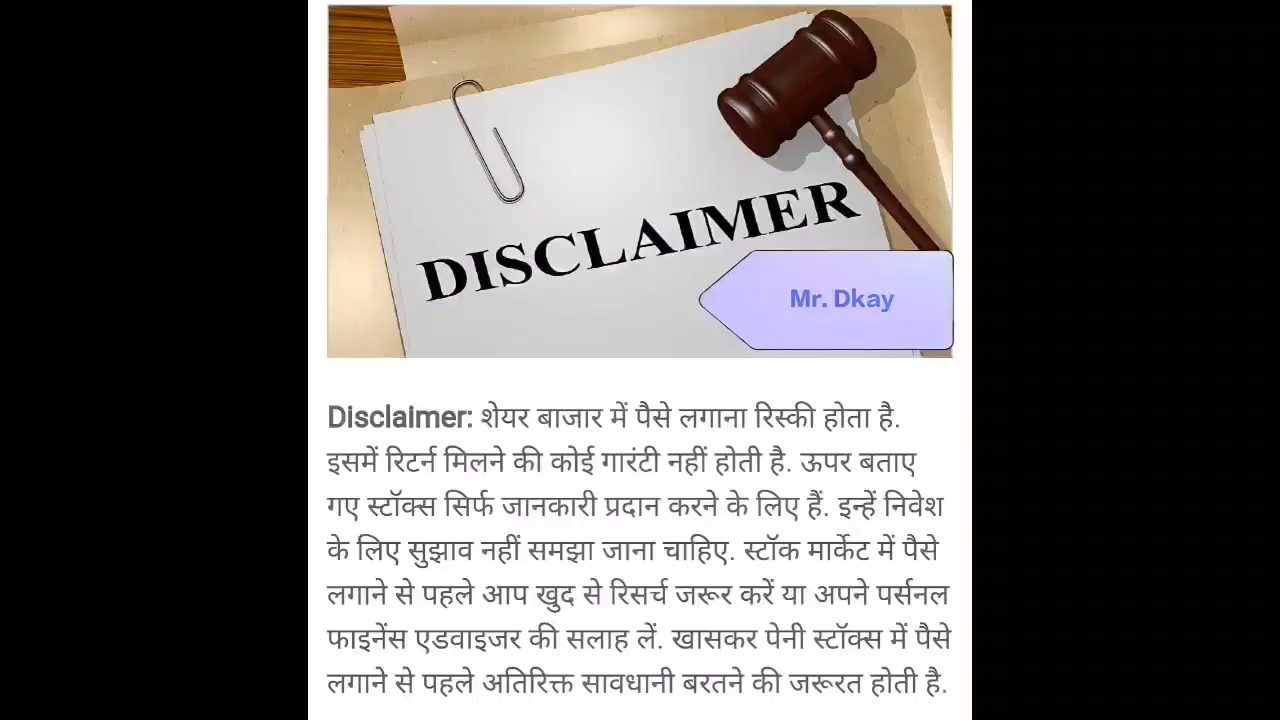 DISCLAIMER
Mr. Dkay
Disclaimer: शेयर बाजार में पैसे लगाना रिस्की होता है.
इसमें रिटर्न मिलने की कोई गारंटी नहीं होती है. ऊपर बताए
गए स्टॉक्स सिर्फ जानकारी प्रदान करने के लिए हैं. इन्हें निवेश
के लिए सुझाव नहीं समझा जाना चाहिए. स्टॉक मार्केट में पैसे
लगाने से पहले आप खुद से रिसर्च जरूर करें या अपने पर्सनल
फाइनेंस एडवाइजर की सलाह लें. खासकर पेनी स्टॉक्स में पैसे
लगाने से पहले अतिरिक्त सावधानी बरतने की जरूरत होती है.